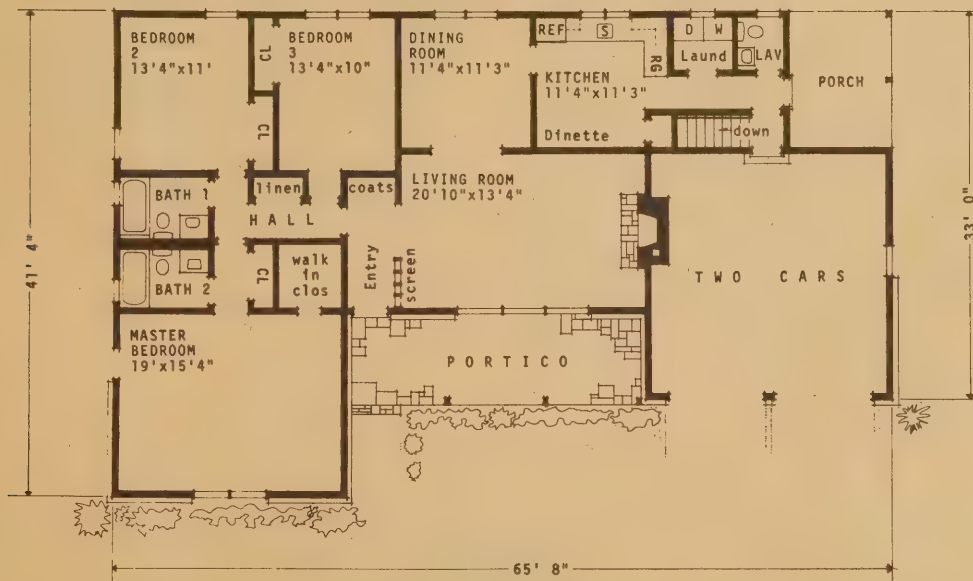 BEDROOM
2
13'4"x11'
CL
BEDROOM
3
13'4"x10"
DINING
ROOM
11'4"x11'3"
REF
S
RG
KITCHEN
11'4"x11'3"
D W
Laund
LAV
PORCH
CL
Dinette
down
BATH 1
linen
coats
LIVING ROOM
20'10"x13'4"
HALL
41' 4"
33' 0"
BATH 2
CL
walk
in
clos
Entry
screen
TWO CARS
MASTER
BEDROOM
19'x15'4"
PORTICO
65' 8"